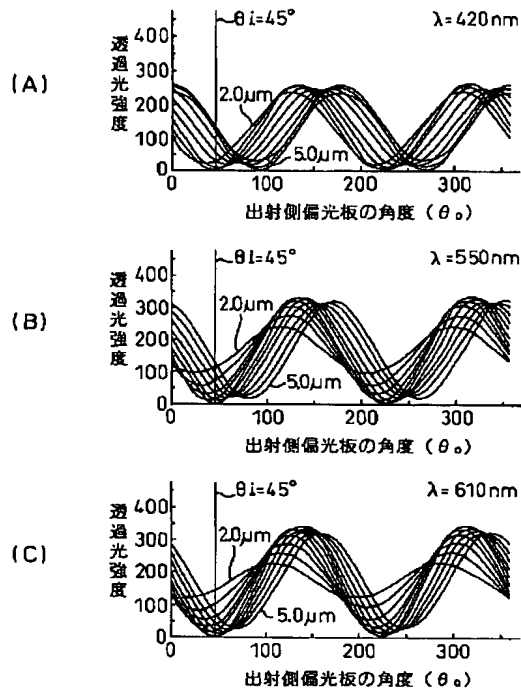 (A)
θi=45°
λ=420nm
透過光強度
400
300
200
100
0
2.0μm
5.0μm
0
100
200
300
出射側偏光板の角度(θo)
(B)
θi=45°
λ=550nm
透過光強度
400
300
200
100
0
2.0μm
5.0μm
0
100
200
300
出射側偏光板の角度(θo)
(C)
θi=45°
λ=610nm
透過光強度
400
300
200
100
0
2.0μm
5.0μm
0
100
200
300
出射側偏光板の角度(θo)